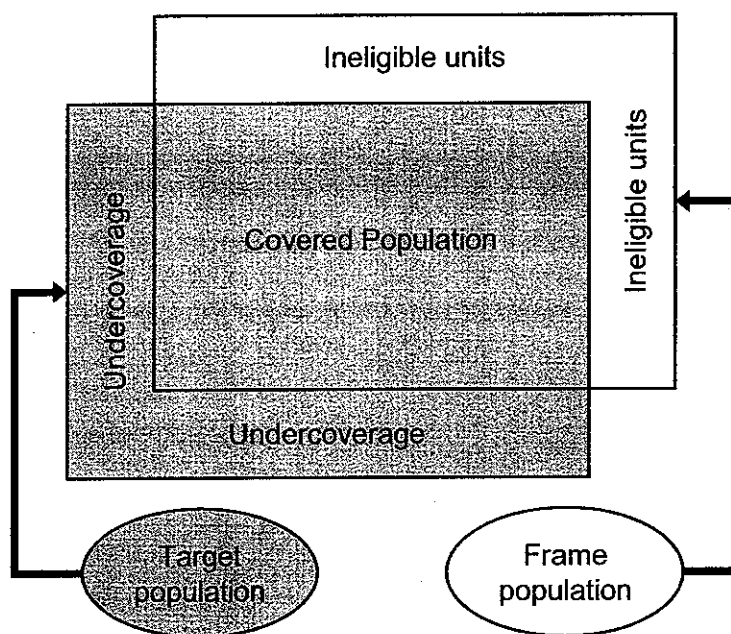 Ineligible units
Ineligible units
Undercoverage
Covered Population
Undercoverage
Target
population
Frame
population